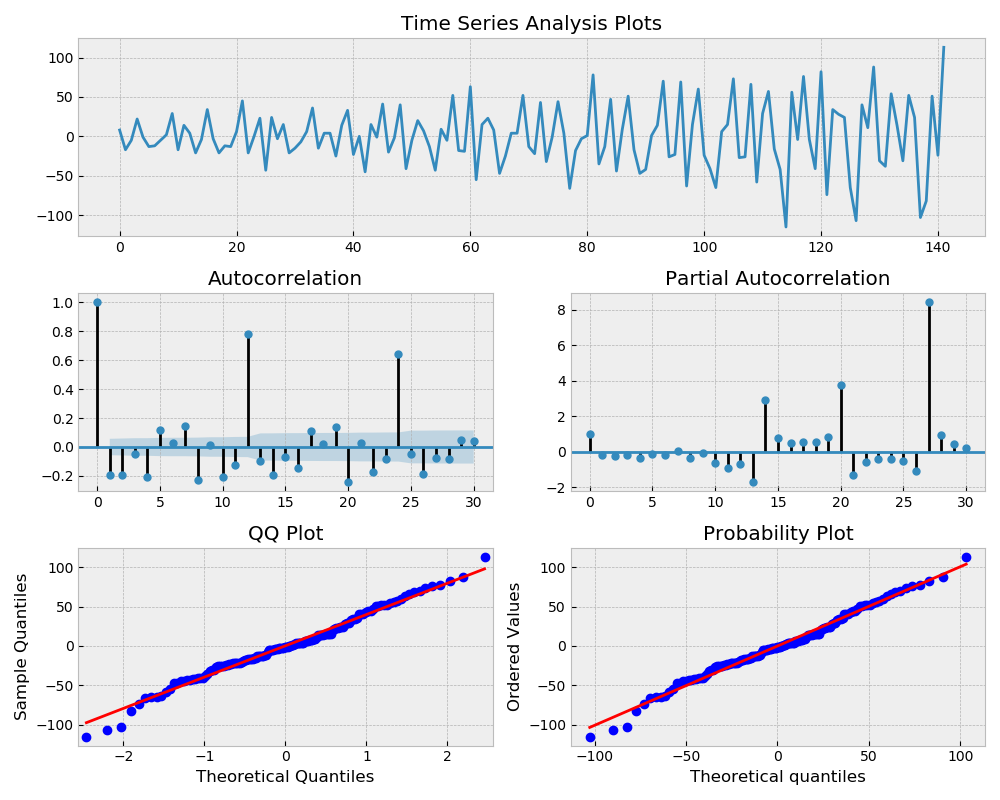 Time Series Analysis Plots
100
50
0
−50
−100
0 20 40 60 80 100 120 140
Autocorrelation
1.0
0.8
0.6
0.4
0.2
0.0
−0.2
0 5 10 15 20 25 30
Partial Autocorrelation
8
6
4
2
0
−2
0 5 10 15 20 25 30
QQ Plot
Sample Quantiles
100
50
0
−50
−100
−2 −1 0 1 2
Theoretical Quantiles
Probability Plot
Ordered Values
100
50
0
−50
−100
−100 −50 0 50 100
Theoretical quantiles